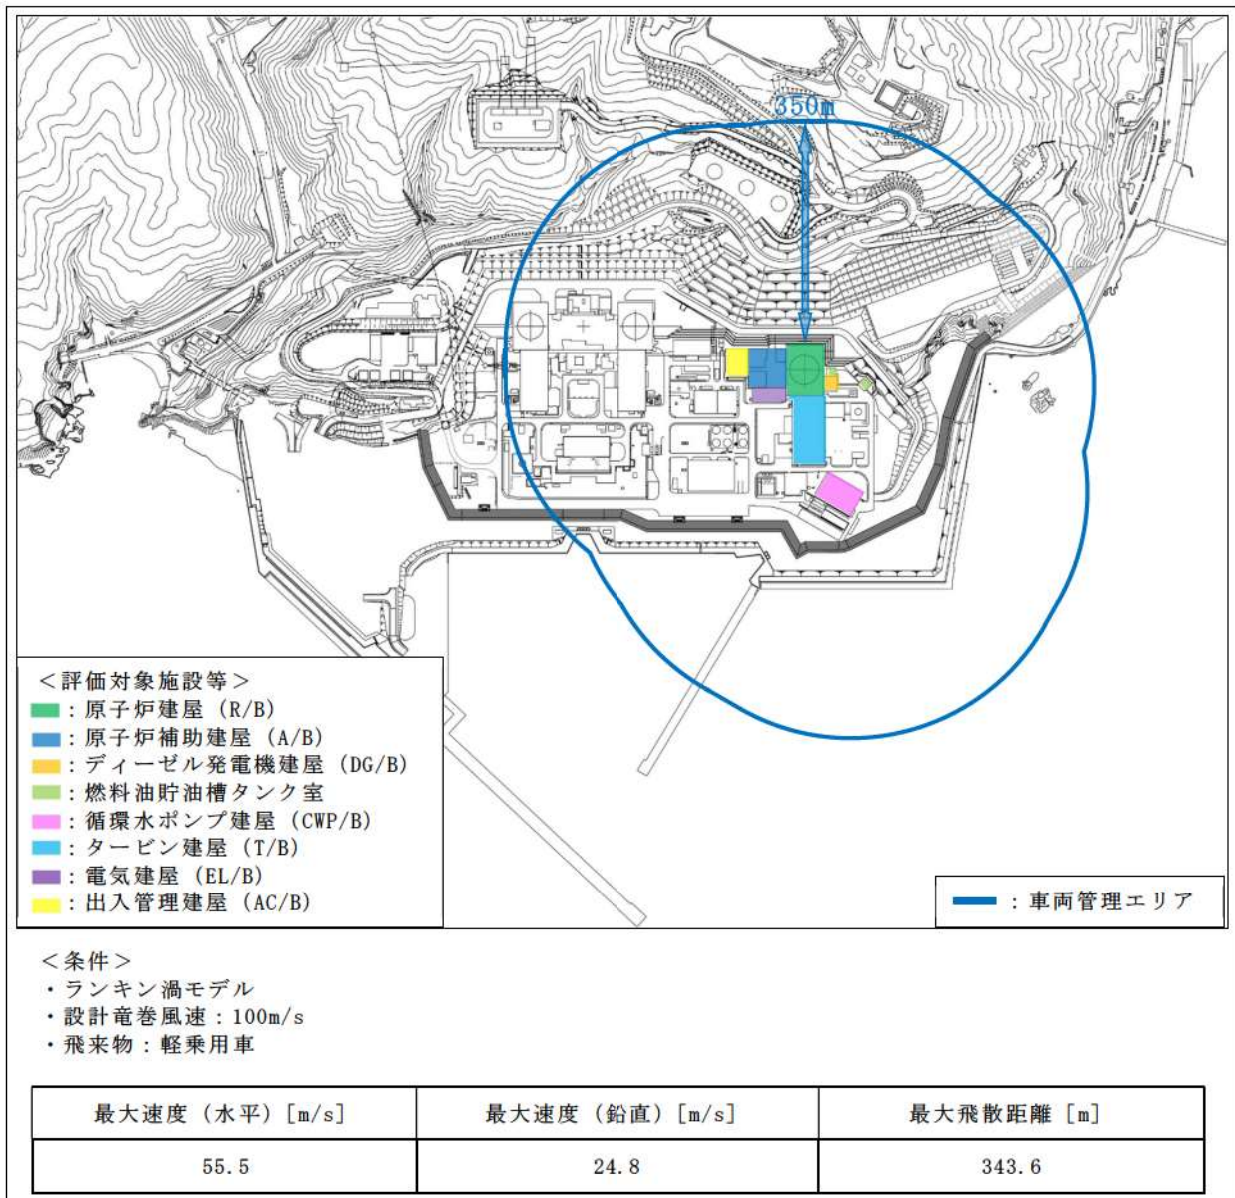 350m
＜評価対象施設等＞
：原子炉建屋 (R/B)
：原子炉補助建屋 (A/B)
：ディーゼル発電機建屋 (DG/B)
：燃料油貯油槽タンク室
：循環水ポンプ建屋 (CWP/B)
：タービン建屋 (T/B)
：電気建屋 (EL/B)
：出入管理建屋 (AC/B)
：車両管理エリア
＜条件＞
・ランキン渦モデル
・設計竜巻風速：100m/s
・飛来物：軽乗用車
最大速度 (水平) [m/s] 最大速度 (鉛直) [m/s] 最大飛散距離 [m]
55.5 24.8 343.6